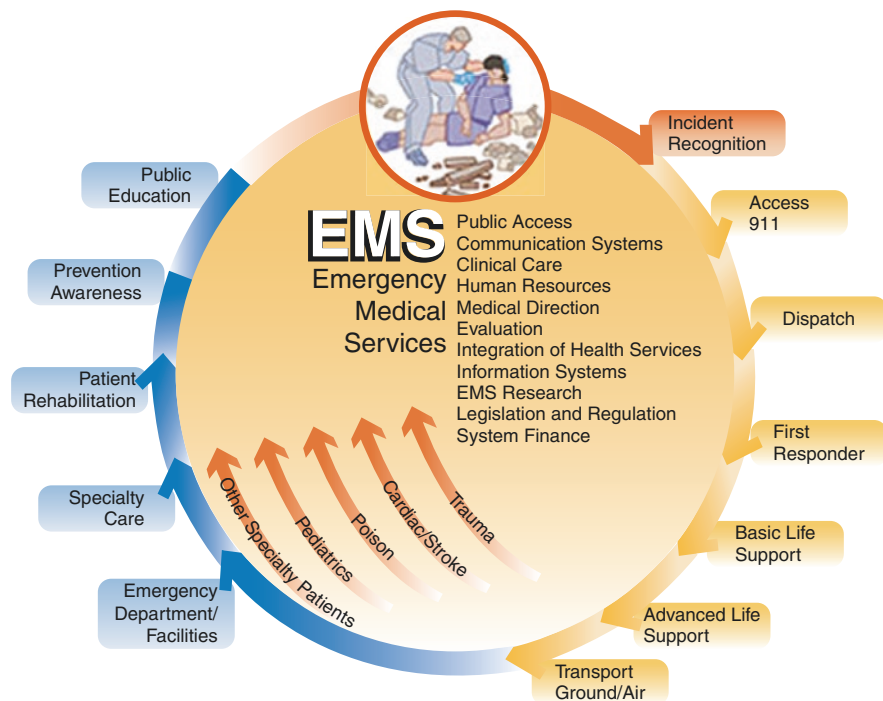 Incident
Recognition
Access
911
Dispatch
First
Responder
Basic Life
Support
Advanced Life
Support
Transport
Ground/Air
Emergency
Department/
Facilities
Specialty
Care
Patient
Rehabilitation
Prevention
Awareness
Public
Education
EMS
Emergency
Medical
Services
Public Access
Communication Systems
Clinical Care
Human Resources
Medical Direction
Evaluation
Integration of Health Services
Information Systems
EMS Research
Legislation and Regulation
System Finance
Other Specialty Patients
Pediatrics
Poison
Cardiac/Stroke
Trauma